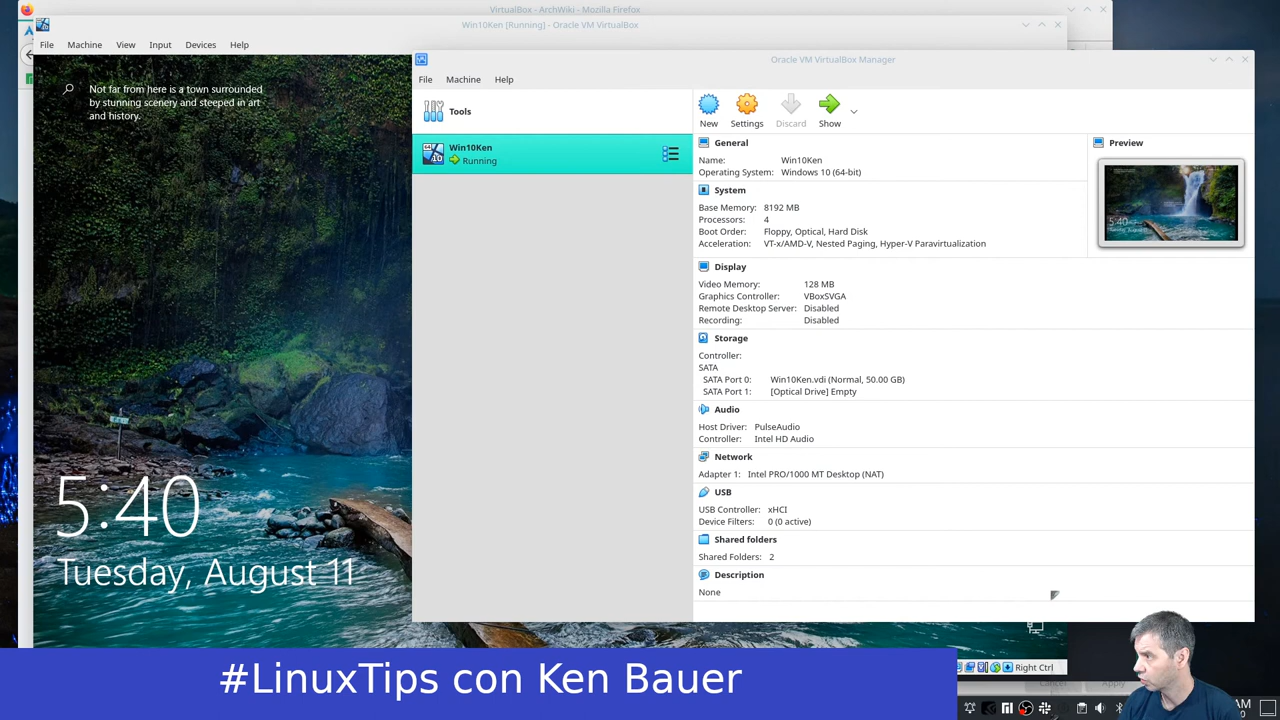 VirtualBox - ArchWiki - Mozilla Firefox
Win10Ken [Running] - Oracle VM VirtualBox
File Machine View Input Devices Help
Not far from here is a town surrounded
by stunning scenery and steeped in art
and history.
5:40
Tuesday, August 11
Oracle VM VirtualBox Manager
File Machine Help
Tools
New Settings Discard Show
Win10Ken
Running
General
Name: Win10Ken
Operating System: Windows 10 (64-bit)
Preview
5:40
System
Base Memory: 8192 MB
Processors: 4
Boot Order: Floppy, Optical, Hard Disk
Acceleration: VT-x/AMD-V, Nested Paging, Hyper-V Paravirtualization
Display
Video Memory: 128 MB
Graphics Controller: VBoxSVGA
Remote Desktop Server: Disabled
Recording: Disabled
Storage
Controller:
SATA
SATA Port 0: Win10Ken.vdi (Normal, 50.00 GB)
SATA Port 1: [Optical Drive] Empty
Audio
Host Driver: PulseAudio
Controller: Intel HD Audio
Network
Adapter 1: Intel PRO/1000 MT Desktop (NAT)
USB
USB Controller: xHCI
Device Filters: 0 (0 active)
Shared folders
Shared Folders: 2
Description
None
Right Ctrl
Cancel Apply
#LinuxTips con Ken Bauer